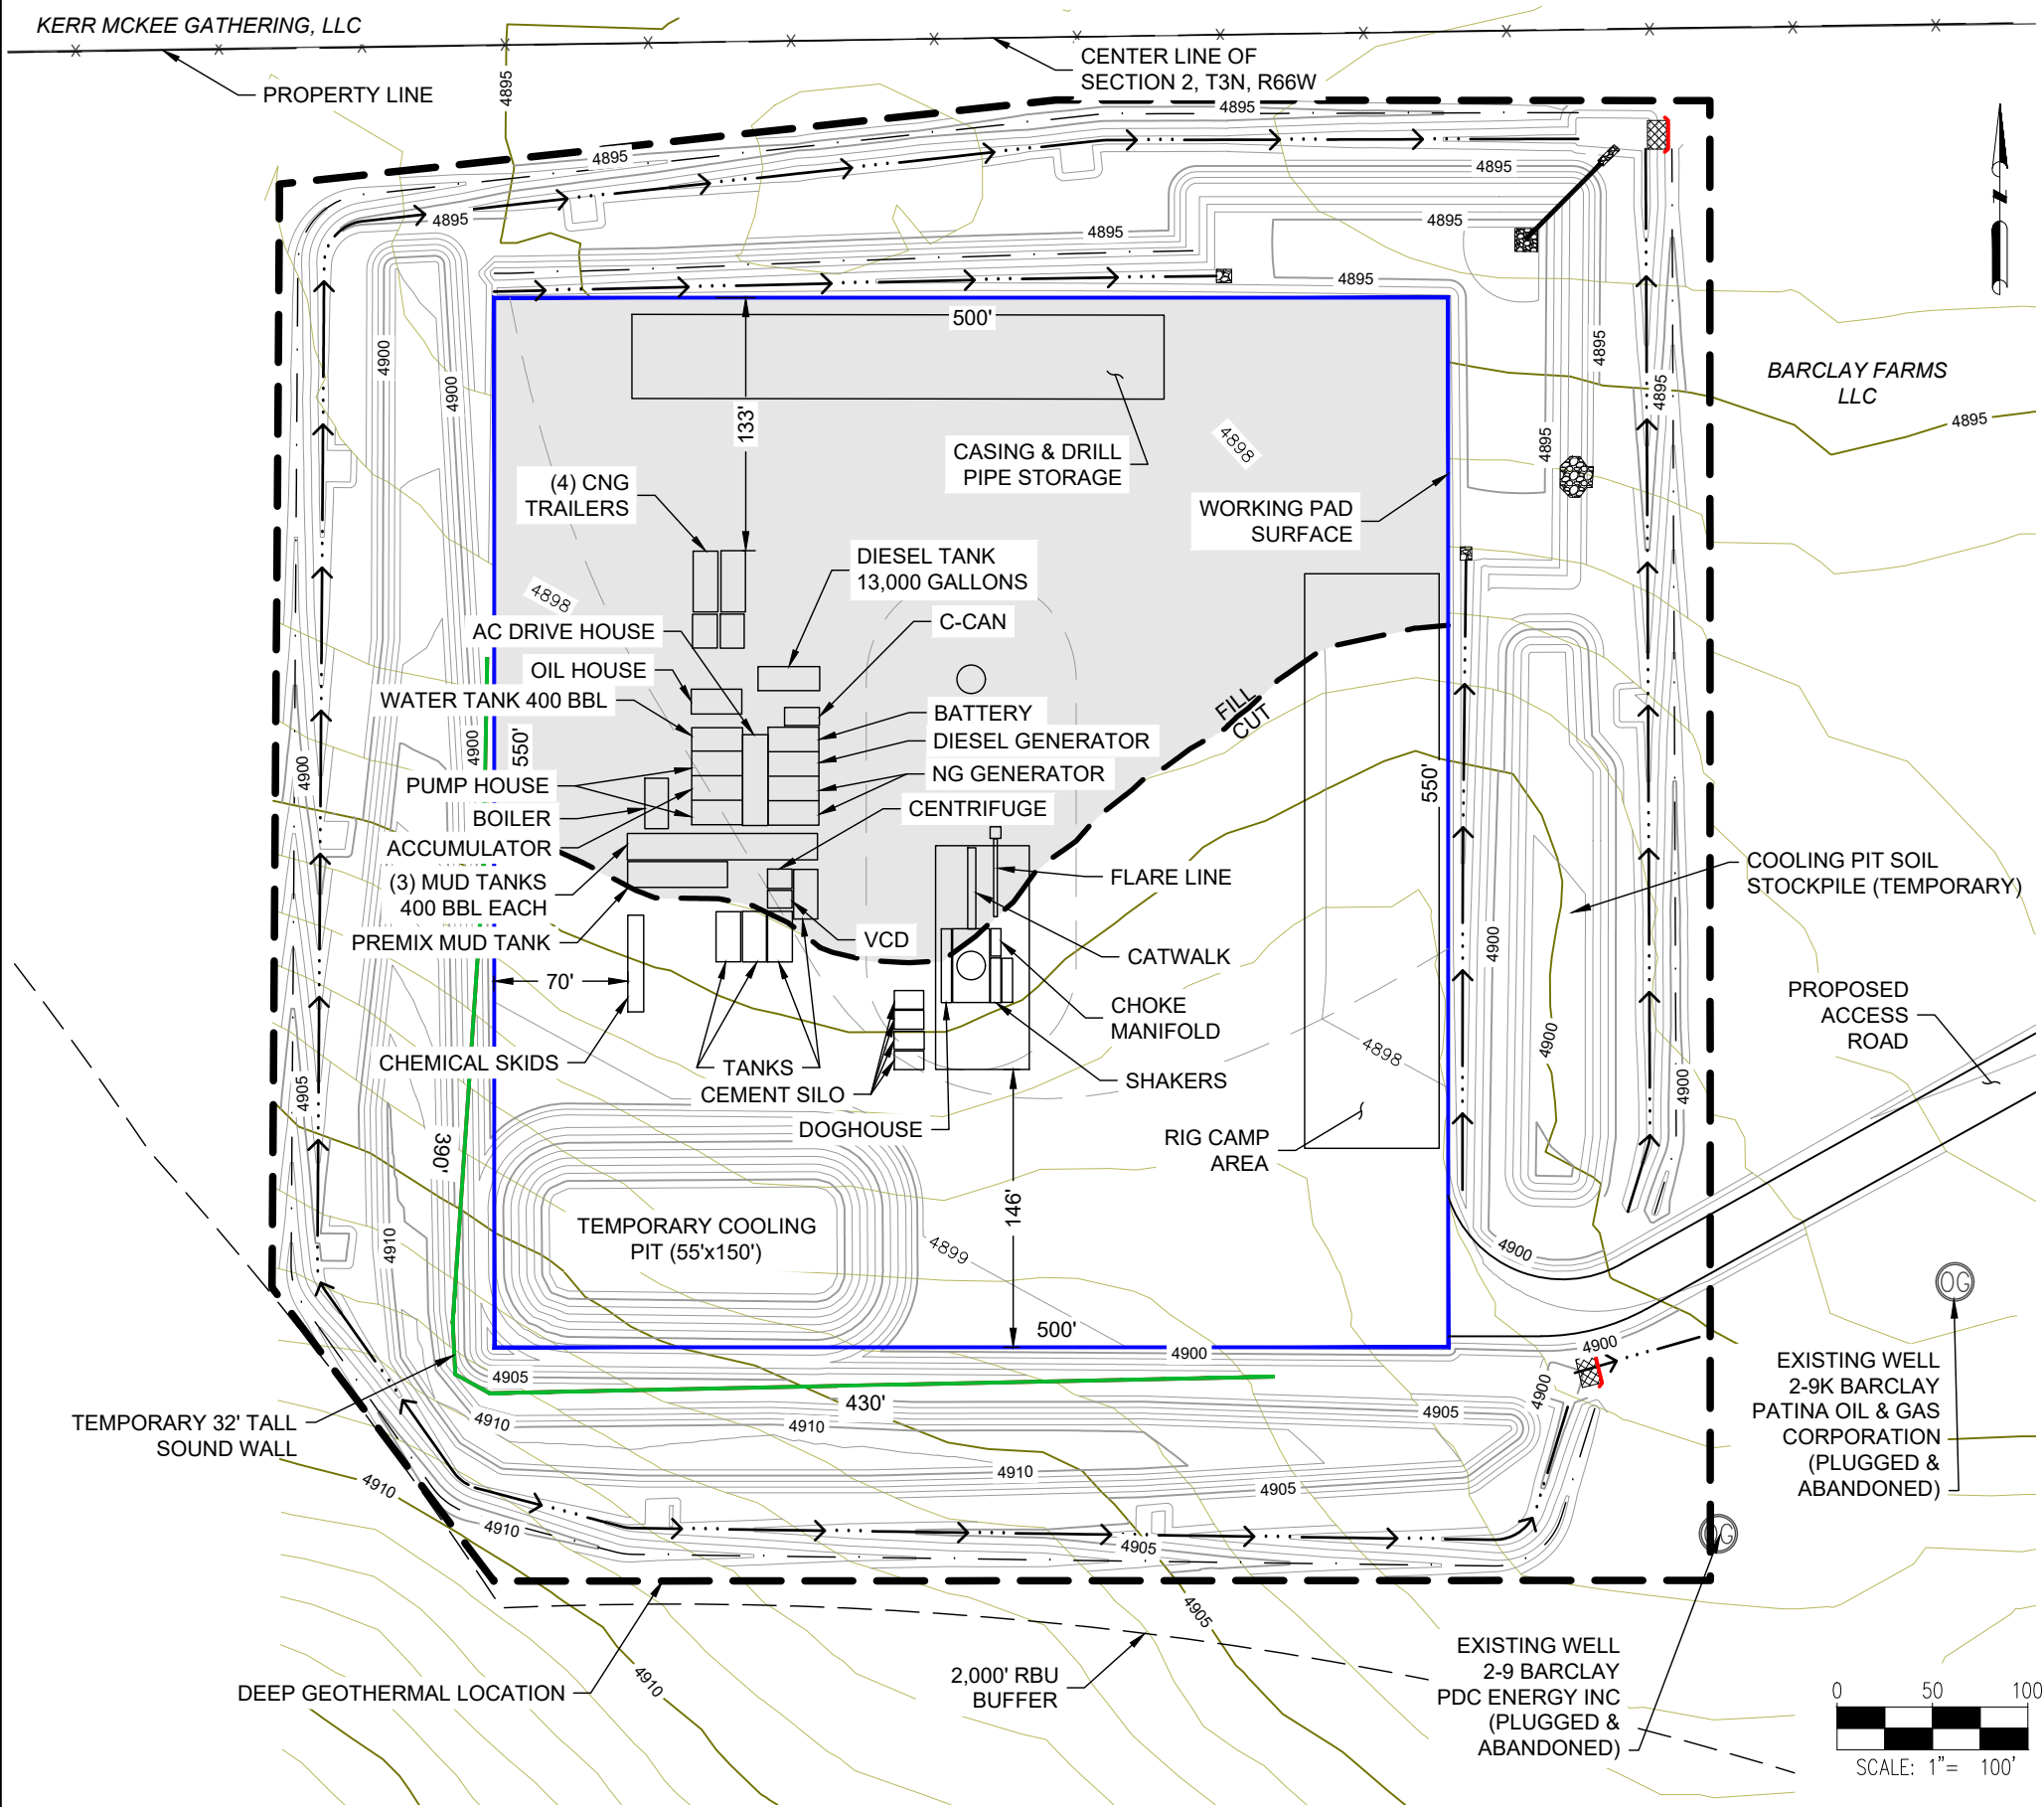 KERR MCKEE GATHERING, LLC
PROPERTY LINE
CENTER LINE OF
SECTION 2, T3N, R66W
4895
4895
4895
4895
4895
4895
4895
4895
N
500'
4900
4900
133'
4895
4895
4895
BARCLAY FARMS
LLC
4895
CASING & DRILL
PIPE STORAGE
4898
(4) CNG
TRAILERS
WORKING PAD
SURFACE
DIESEL TANK
13,000 GALLONS
4898
AC DRIVE HOUSE
C-CAN
OIL HOUSE
WATER TANK 400 BBL
BATTERY
FILL
CUT
DIESEL GENERATOR
4900
4900
550'
NG GENERATOR
550'
PUMP HOUSE
CENTRIFUGE
BOILER
ACCUMULATOR
(3) MUD TANKS
400 BBL EACH
FLARE LINE
COOLING PIT SOIL
STOCKPILE (TEMPORARY)
PREMIX MUD TANK
VCD
CATWALK
4900
70'
CHOKE
MANIFOLD
PROPOSED
ACCESS
ROAD
CHEMICAL SKIDS
TANKS
4898
4900
CEMENT SILO
SHAKERS
4900
4905
DOGHOUSE
RIG CAMP
AREA
390'
146'
TEMPORARY COOLING
PIT (55'x150')
4910
4899
4900
OG
500'
4900
4900
4905
EXISTING WELL
2-9K BARCLAY
PATINA OIL & GAS
CORPORATION
(PLUGGED &
ABANDONED)
430'
4900
TEMPORARY 32' TALL
SOUND WALL
4910
4910
4905
4910
4910
4905
4910
4905
OG
4905
4910
DEEP GEOTHERMAL LOCATION
2,000' RBU
BUFFER
EXISTING WELL
2-9 BARCLAY
PDC ENERGY INC
(PLUGGED &
ABANDONED)
0 50 100
SCALE: 1"= 100'